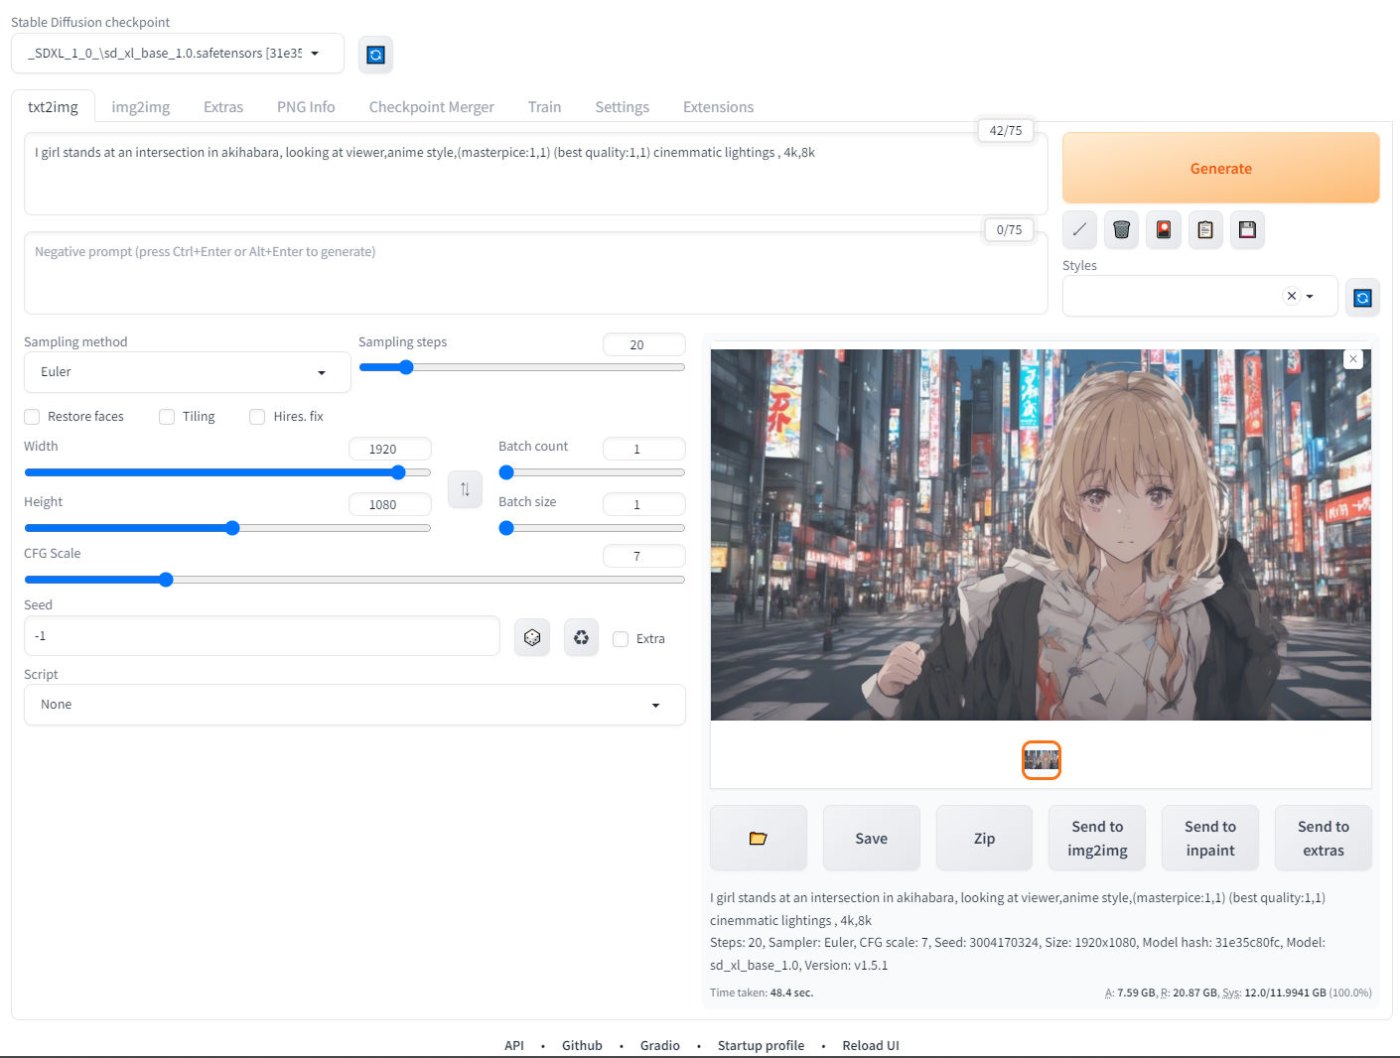 Stable Diffusion checkpoint
_SDXL_1_0_\sd_xl_base_1.0.safetensors [31e35
txt2img img2img Extras PNG Info Checkpoint Merger Train Settings Extensions
42/75
I girl stands at an intersection in akihabara, looking at viewer,anime style,(masterpice:1,1) (best quality:1,1) cinemmatic lightings , 4k,8k
Generate
0/75
Negative prompt (press Ctrl+Enter or Alt+Enter to generate)
Styles
Sampling method
Euler
Sampling steps
20
Restore faces Tiling Hires. fix
Width
1920
Batch count
1
Height
1080
Batch size
1
CFG Scale
7
Seed
-1
Extra
Script
None
Save
Zip
Send to
img2img
Send to
inpaint
Send to
extras
I girl stands at an intersection in akihabara, looking at viewer,anime style,(masterpice:1,1) (best quality:1,1)
cinemmatic lightings , 4k,8k
Steps: 20, Sampler: Euler, CFG scale: 7, Seed: 3004170324, Size: 1920x1080, Model hash: 31e35c80fc, Model:
sd_xl_base_1.0, Version: v1.5.1
Time taken: 48.4 sec.
A: 7.59 GB, R: 20.87 GB, Sys: 12.0/11.9941 GB (100.0%)
API • Github • Gradio • Startup profile • Reload UI